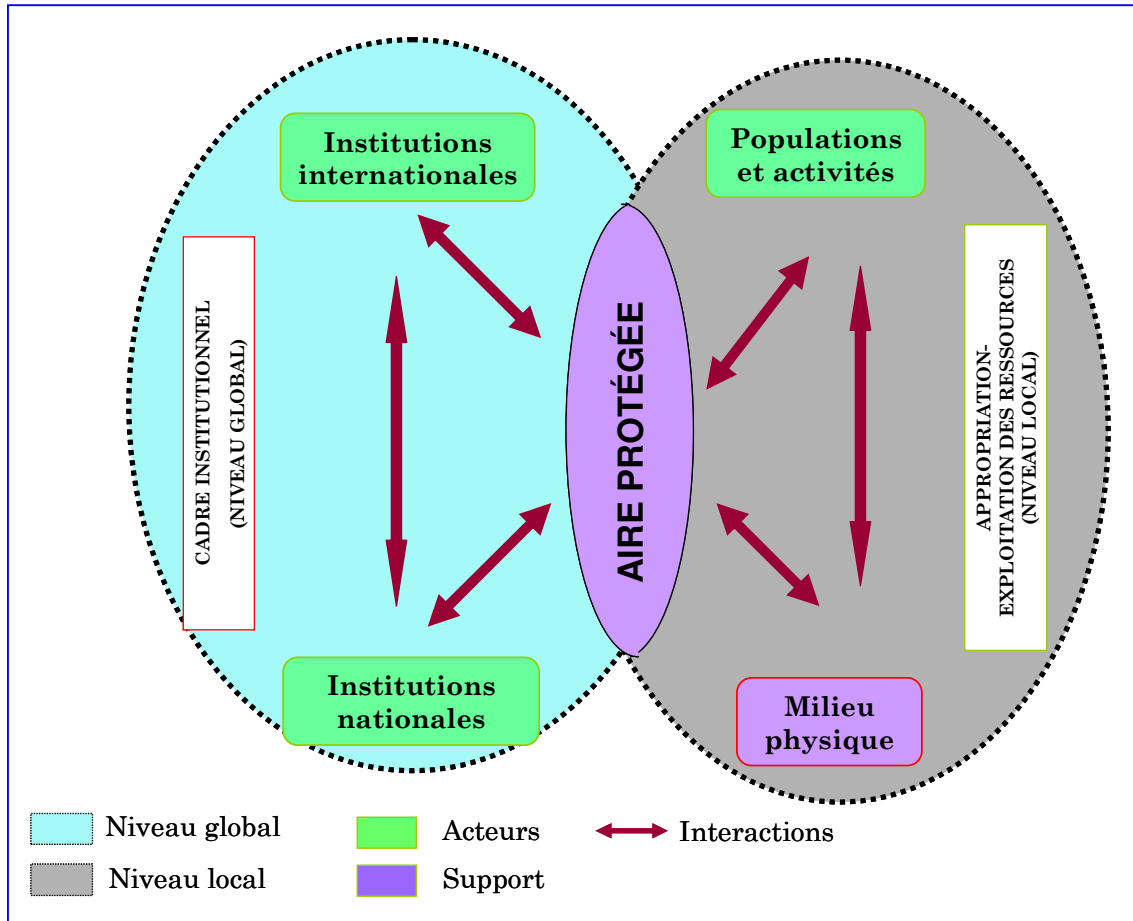 Institutions
internationales
Populations
et activités
CADRE INSTITUTIONNEL
(NIVEAU GLOBAL)
AIRE PROTÉGÉE
APPROPRIATION-
EXPLOITATION DES RESSOURCES
(NIVEAU LOCAL)
Institutions
nationales
Milieu
physique
Niveau global
Acteurs
Interactions
Niveau local
Support